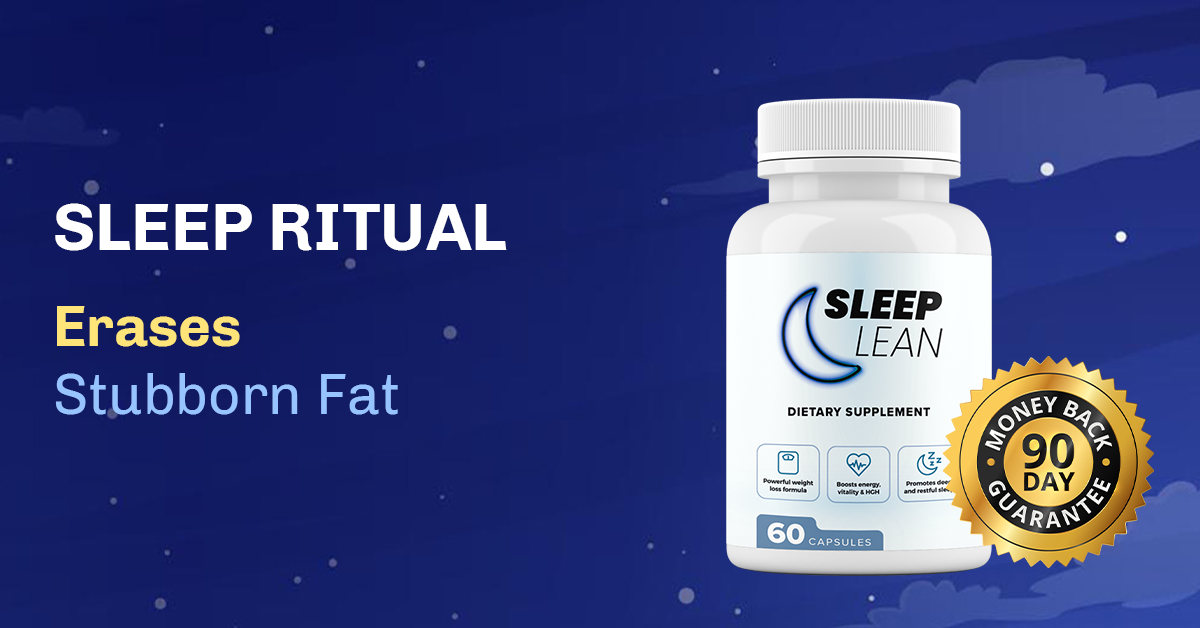 SLEEP RITUAL
Erases
Stubborn Fat
SLEEP
LEAN
DIETARY SUPPLEMENT
Powerful weight
loss formula
Boosts energy,
vitality & HGH
Promotes
and restful
60 CAPSULES
MONEY BACK
90
DAY
GUARANTEE